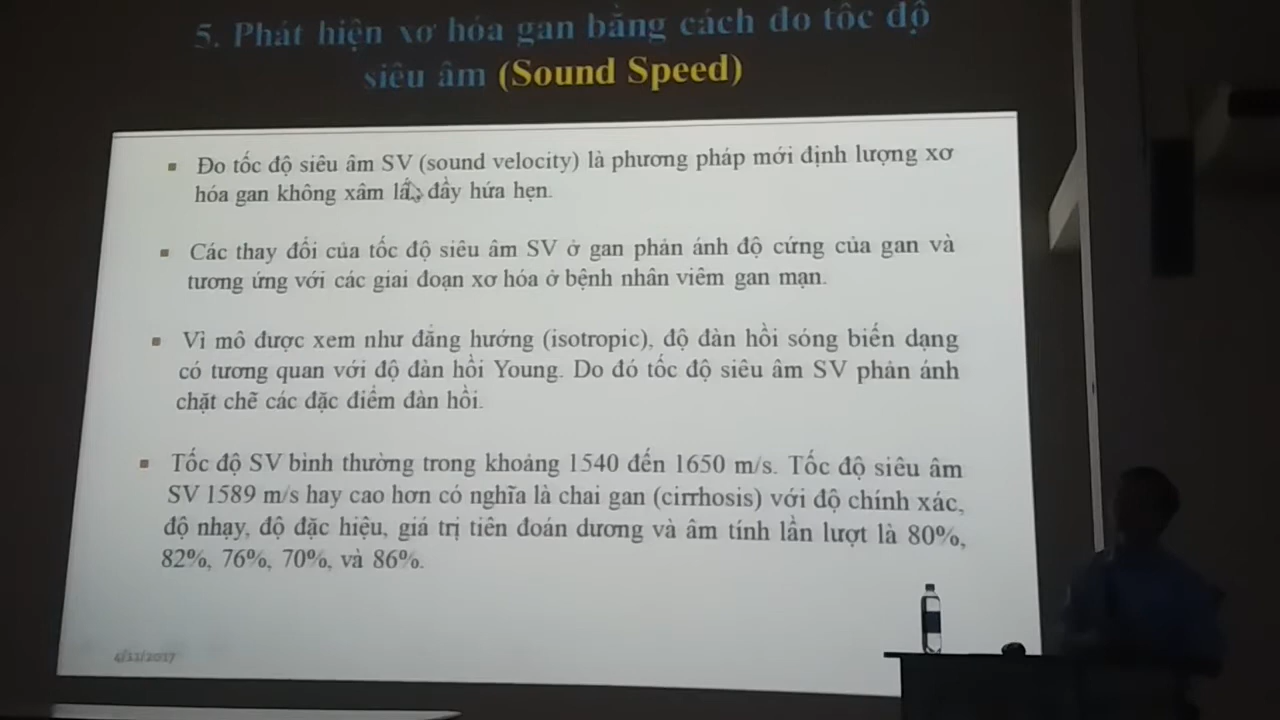 5. Phát hiện xơ hóa gan bằng cách đo tốc độ
siêu âm (Sound Speed)
▪ Đo tốc độ siêu âm SV (sound velocity) là phương pháp mới định lượng xơ
hóa gan không xâm lấn, đầy hứa hẹn.
▪ Các thay đổi của tốc độ siêu âm SV ở gan phản ánh độ cứng của gan và
tương ứng với các giai đoạn xơ hóa ở bệnh nhân viêm gan mạn.
▪ Vì mô được xem như đẳng hướng (isotropic), độ đàn hồi sóng biến dạng
có tương quan với độ đàn hồi Young. Do đó tốc độ siêu âm SV phản ánh
chặt chẽ các đặc điểm đàn hồi.
▪ Tốc độ SV bình thường trong khoảng 1540 đến 1650 m/s. Tốc độ siêu âm
SV 1589 m/s hay cao hơn có nghĩa là chai gan (cirrhosis) với độ chính xác,
độ nhạy, độ đặc hiệu, giá trị tiên đoán dương và âm tính lần lượt là 80%,
82%, 76%, 70%, và 86%.